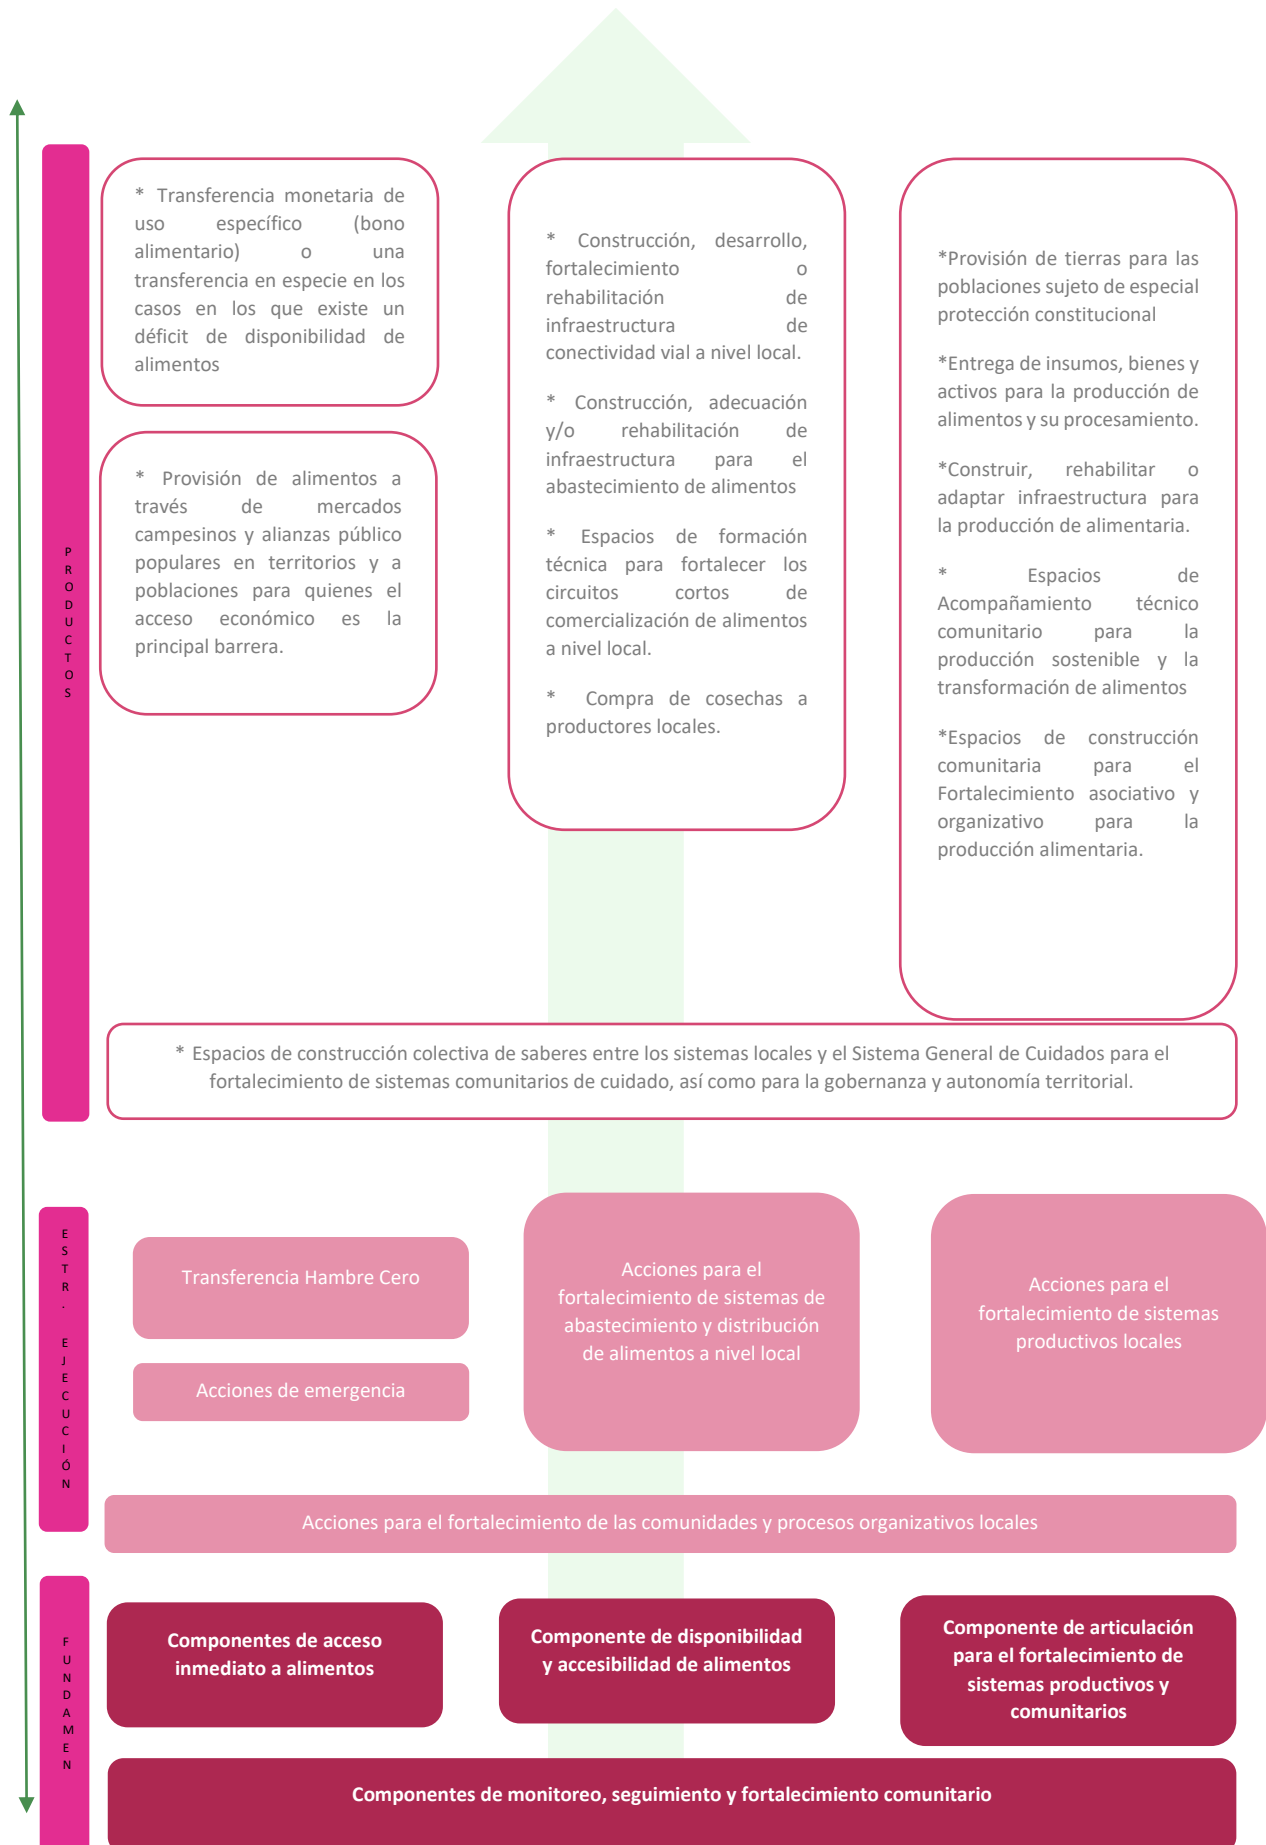 PRODUCTOS
* Transferencia monetaria de
uso específico (bono
alimentario) o una
transferencia en especie en los
casos en los que existe un
déficit de disponibilidad de
alimentos
* Provisión de alimentos a
través de mercados
campesinos y alianzas público
populares en territorios y a
poblaciones para quienes el
acceso económico es la
principal barrera.
* Construcción, desarrollo,
fortalecimiento o
rehabilitación de
infraestructura de
conectividad vial a nivel local.
* Construcción, adecuación
y/o rehabilitación de
infraestructura para el
abastecimiento de alimentos
* Espacios de formación
técnica para fortalecer los
circuitos cortos de
comercialización de alimentos
a nivel local.
* Compra de cosechas a
productores locales.
*Provisión de tierras para las
poblaciones sujeto de especial
protección constitucional
*Entrega de insumos, bienes y
activos para la producción de
alimentos y su procesamiento.
*Construir, rehabilitar o
adaptar infraestructura para
la producción de alimentaria.
* Espacios de
Acompañamiento técnico
comunitario para la
producción sostenible y la
transformación de alimentos
*Espacios de construcción
comunitaria para el
Fortalecimiento asociativo y
organizativo para la
producción alimentaria.
* Espacios de construcción colectiva de saberes entre los sistemas locales y el Sistema General de Cuidados para el
fortalecimiento de sistemas comunitarios de cuidado, así como para la gobernanza y autonomía territorial.
ESTR. EJECUCIÓN
Transferencia Hambre Cero
Acciones de emergencia
Acciones para el
fortalecimiento de sistemas de
abastecimiento y distribución
de alimentos a nivel local
Acciones para el
fortalecimiento de sistemas
productivos locales
Acciones para el fortalecimiento de las comunidades y procesos organizativos locales
FUNDAMEN
Componentes de acceso
inmediato a alimentos
Componente de disponibilidad
y accesibilidad de alimentos
Componente de articulación
para el fortalecimiento de
sistemas productivos y
comunitarios
Componentes de monitoreo, seguimiento y fortalecimiento comunitario